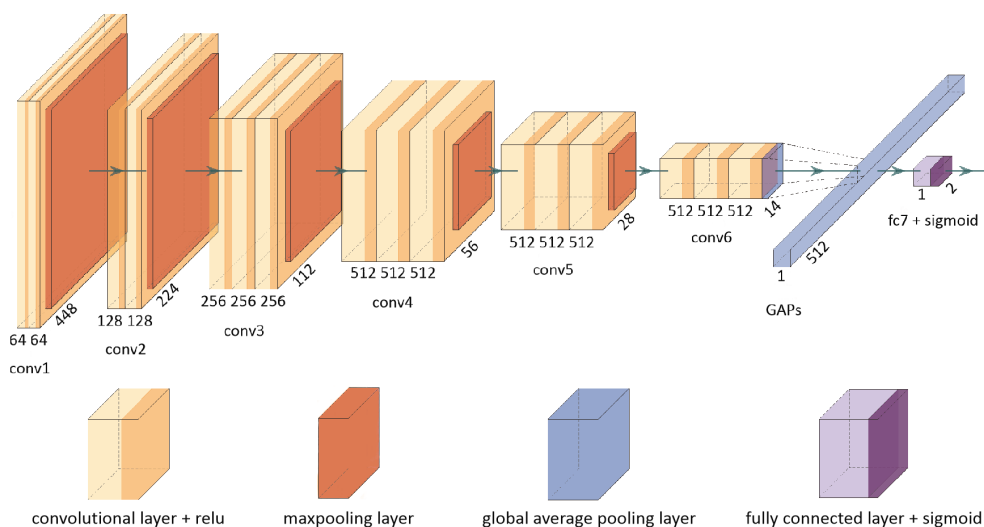 64 64
448
conv1
128 128
224
conv2
256 256 256
112
conv3
512 512 512
56
conv4
512 512 512
28
conv5
512 512 512
14
conv6
1
512
GAPs
1
2
fc7 + sigmoid
convolutional layer + relu
maxpooling layer
global average pooling layer
fully connected layer + sigmoid